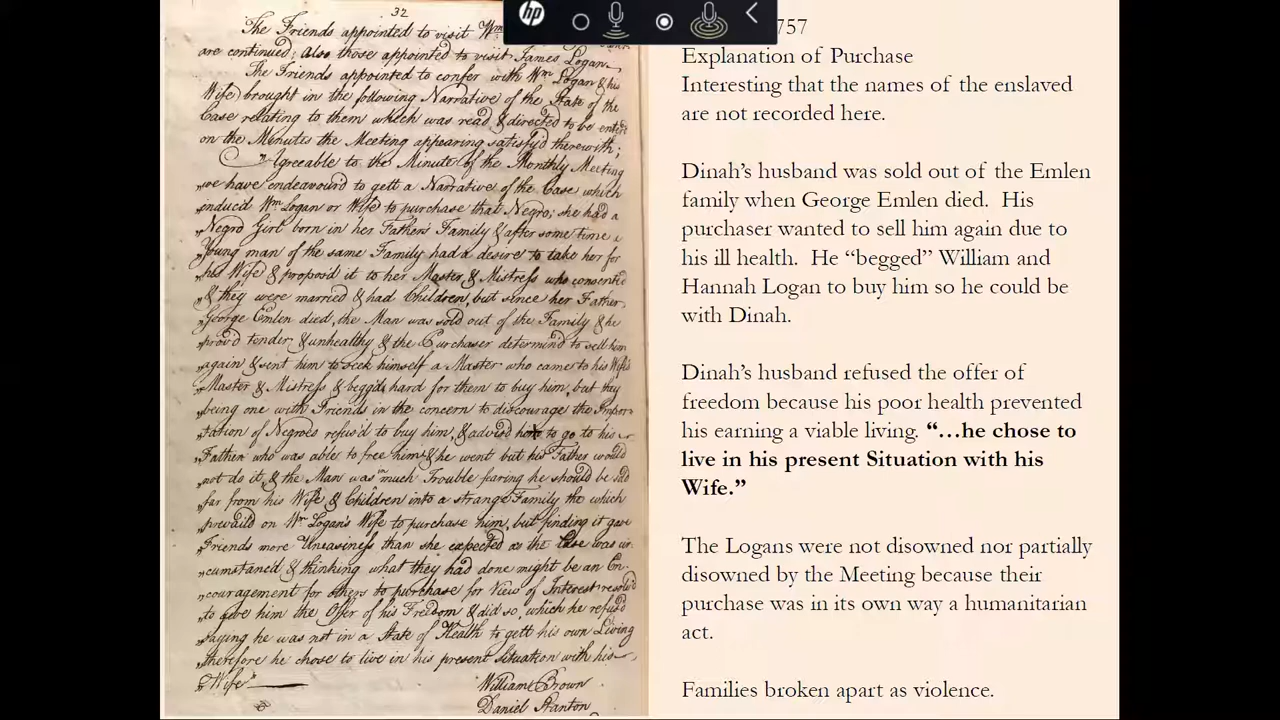 32
The Friends appointed to visit Wm
are continued; also those appointed to visit James Logan.
The Friends appointed to confer with Wm Logan & his
Wife brought in the following Narrative of the State of the
Case relating to them which was read & directed to be enterd
on the Minutes the Meeting appearing satisfyd therewith;
"Agreeable to the Minute of the Monthly Meeting
"we have endeavourd to gett a Narrative of the Case which
"induced Wm Logan or Wife to purchase that Negro; she had a
"Negro Girl born in her Father's Family & after some time a
"Young man of the same Family had a desire to take her for
"his Wife & propos'd it to her Master & Mistress who consented
"& they were married & had Children, but since her Father
"George Emlen died, the Man was sold out of the Family & he
"prov'd tender & unhealthy & the Purchaser determin'd to sell him
"again & sent him to seek himself a Master who came to his Wife's
"Master & Mistress & begg'd hard for them to buy him, but they
"being one with Friends in the concern to discourage the Impor-
"tation of Negroes refus'd to buy him, & advis'd him to go to his
"Father who was able to free him & he went but his Father would
"not do it & the Man was in much Trouble fearing he should be sold
"far from his Wife & Children into a strange Family the which
"prevaild on Wm Logan's Wife to purchase him, but finding it gave
"Friends more Uneasiness than she expected as the Case was cir-
"cumstanced & thinking what they had done might be an En-
"couragement for others to purchase for View of Interest resolv'd
"to give him the Offer of his Freedom & did so, which he refus'd
"saying he was not in a State of Health to gett his own Living
"therefore he chose to live in his present Situation with his
"Wife"
William Brown
Daniel Stanton
hp
757
Explanation of Purchase
Interesting that the names of the enslaved
are not recorded here.
Dinah's husband was sold out of the Emlen
family when George Emlen died. His
purchaser wanted to sell him again due to
his ill health. He “begged” William and
Hannah Logan to buy him so he could be
with Dinah.
Dinah's husband refused the offer of
freedom because his poor health prevented
his earning a viable living. “…he chose to
live in his present Situation with his
Wife.”
The Logans were not disowned nor partially
disowned by the Meeting because their
purchase was in its own way a humanitarian
act.
Families broken apart as violence.